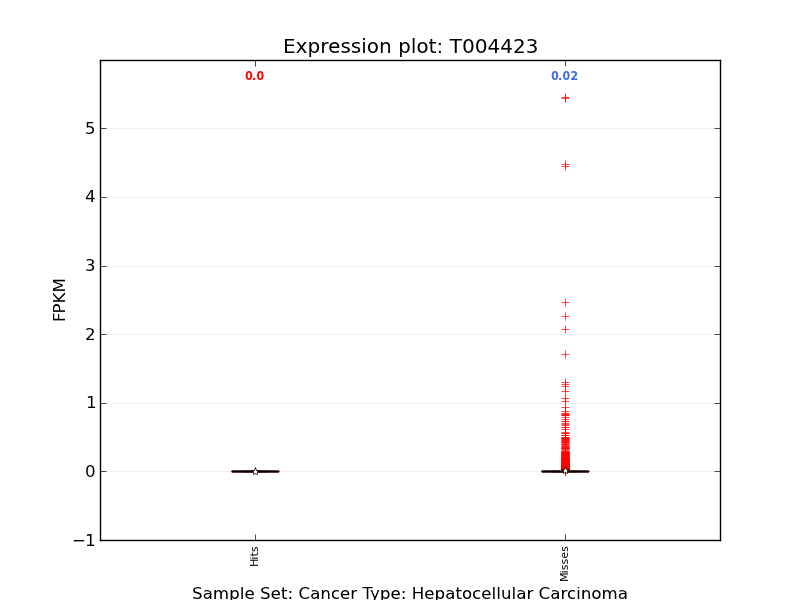 Expression plot: T004423
0.0
0.02
5
4
3
2
1
0
−1
FPKM
Hits
Misses
Sample Set: Cancer Type: Hepatocellular Carcinoma